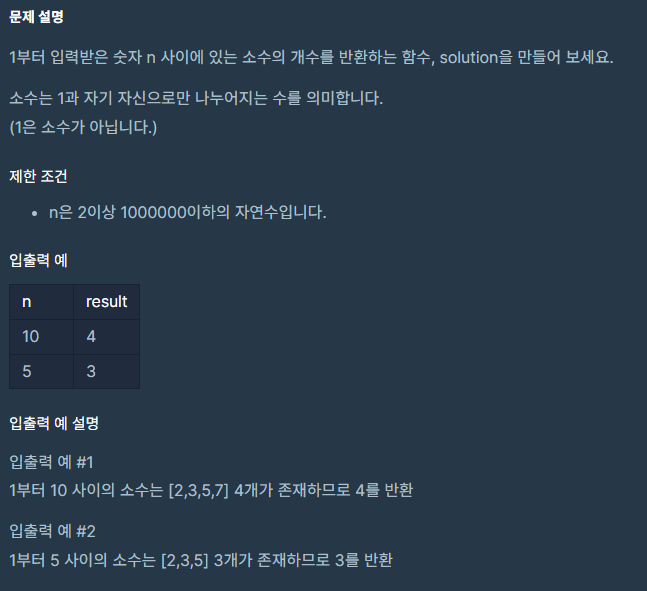 문제 설명
1부터 입력받은 숫자 n 사이에 있는 소수의 개수를 반환하는 함수, solution을 만들어 보세요.
소수는 1과 자기 자신으로만 나누어지는 수를 의미합니다.
(1은 소수가 아닙니다.)
제한 조건
• n은 2이상 1000000이하의 자연수입니다.
입출력 예
n result
10 4
5 3
입출력 예 설명
입출력 예 #1
1부터 10 사이의 소수는 [2,3,5,7] 4개가 존재하므로 4를 반환
입출력 예 #2
1부터 5 사이의 소수는 [2,3,5] 3개가 존재하므로 3를 반환